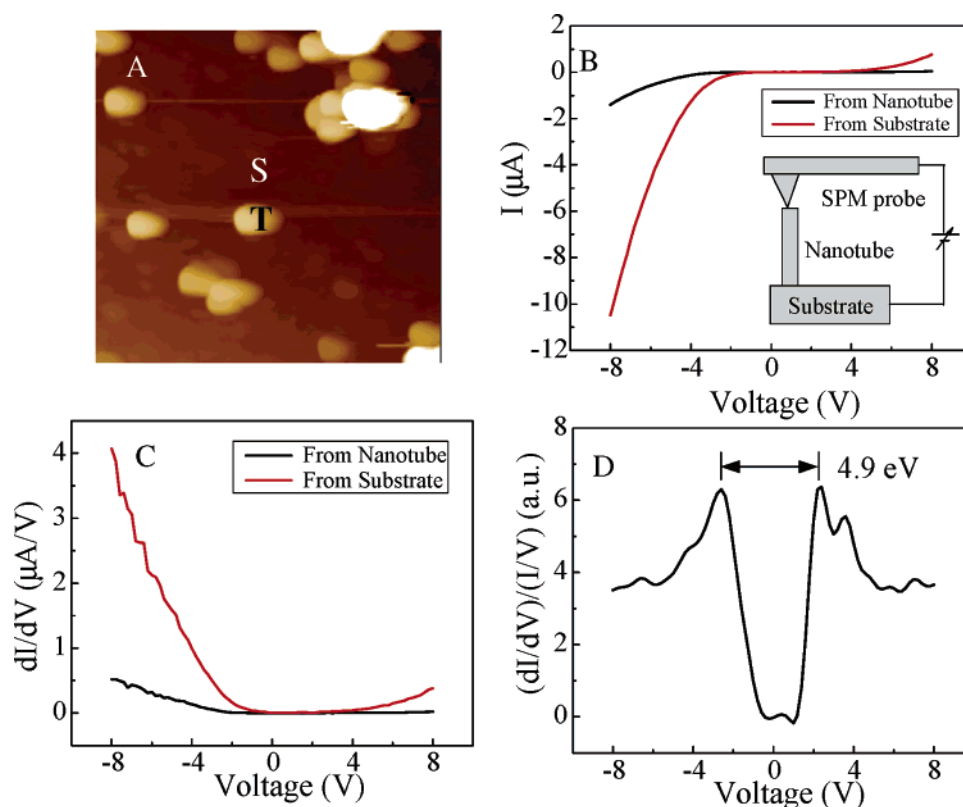 A
S
T
B
2
0
-2
-4
-6
-8
-10
-12
I (μA)
From Nanotube
From Substrate
SPM probe
Nanotube
Substrate
-8 -4 0 4 8
Voltage (V)
C
4
3
2
1
0
dI/dV (μA/V)
From Nanotube
From Substrate
-8 -4 0 4 8
Voltage (V)
D
8
6
4
2
0
(dI/dV)/(I/V) (a.u.)
4.9 eV
-8 -4 0 4 8
Voltage (V)